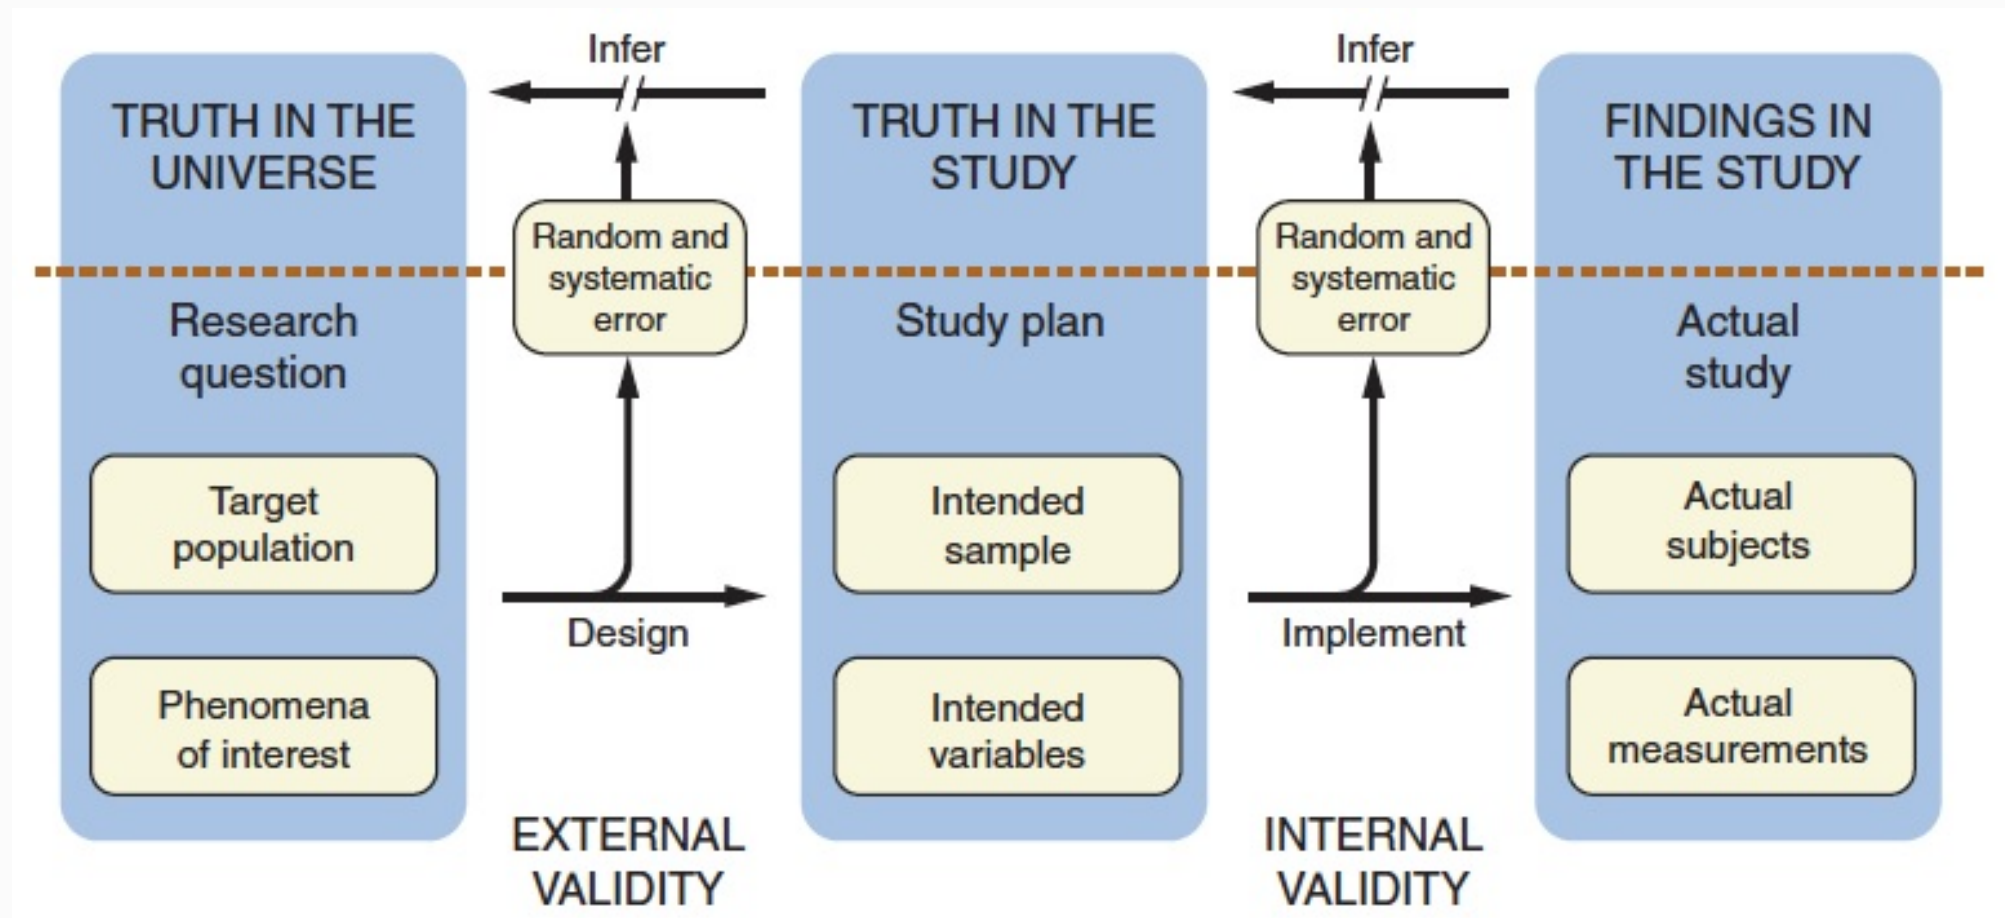 Infer
Infer
TRUTH IN THE
UNIVERSE
TRUTH IN THE
STUDY
FINDINGS IN
THE STUDY
Random and
systematic
error
Random and
systematic
error
Research
question
Study plan
Actual
study
Target
population
Intended
sample
Actual
subjects
Design
Implement
Phenomena
of interest
Intended
variables
Actual
measurements
EXTERNAL
VALIDITY
INTERNAL
VALIDITY